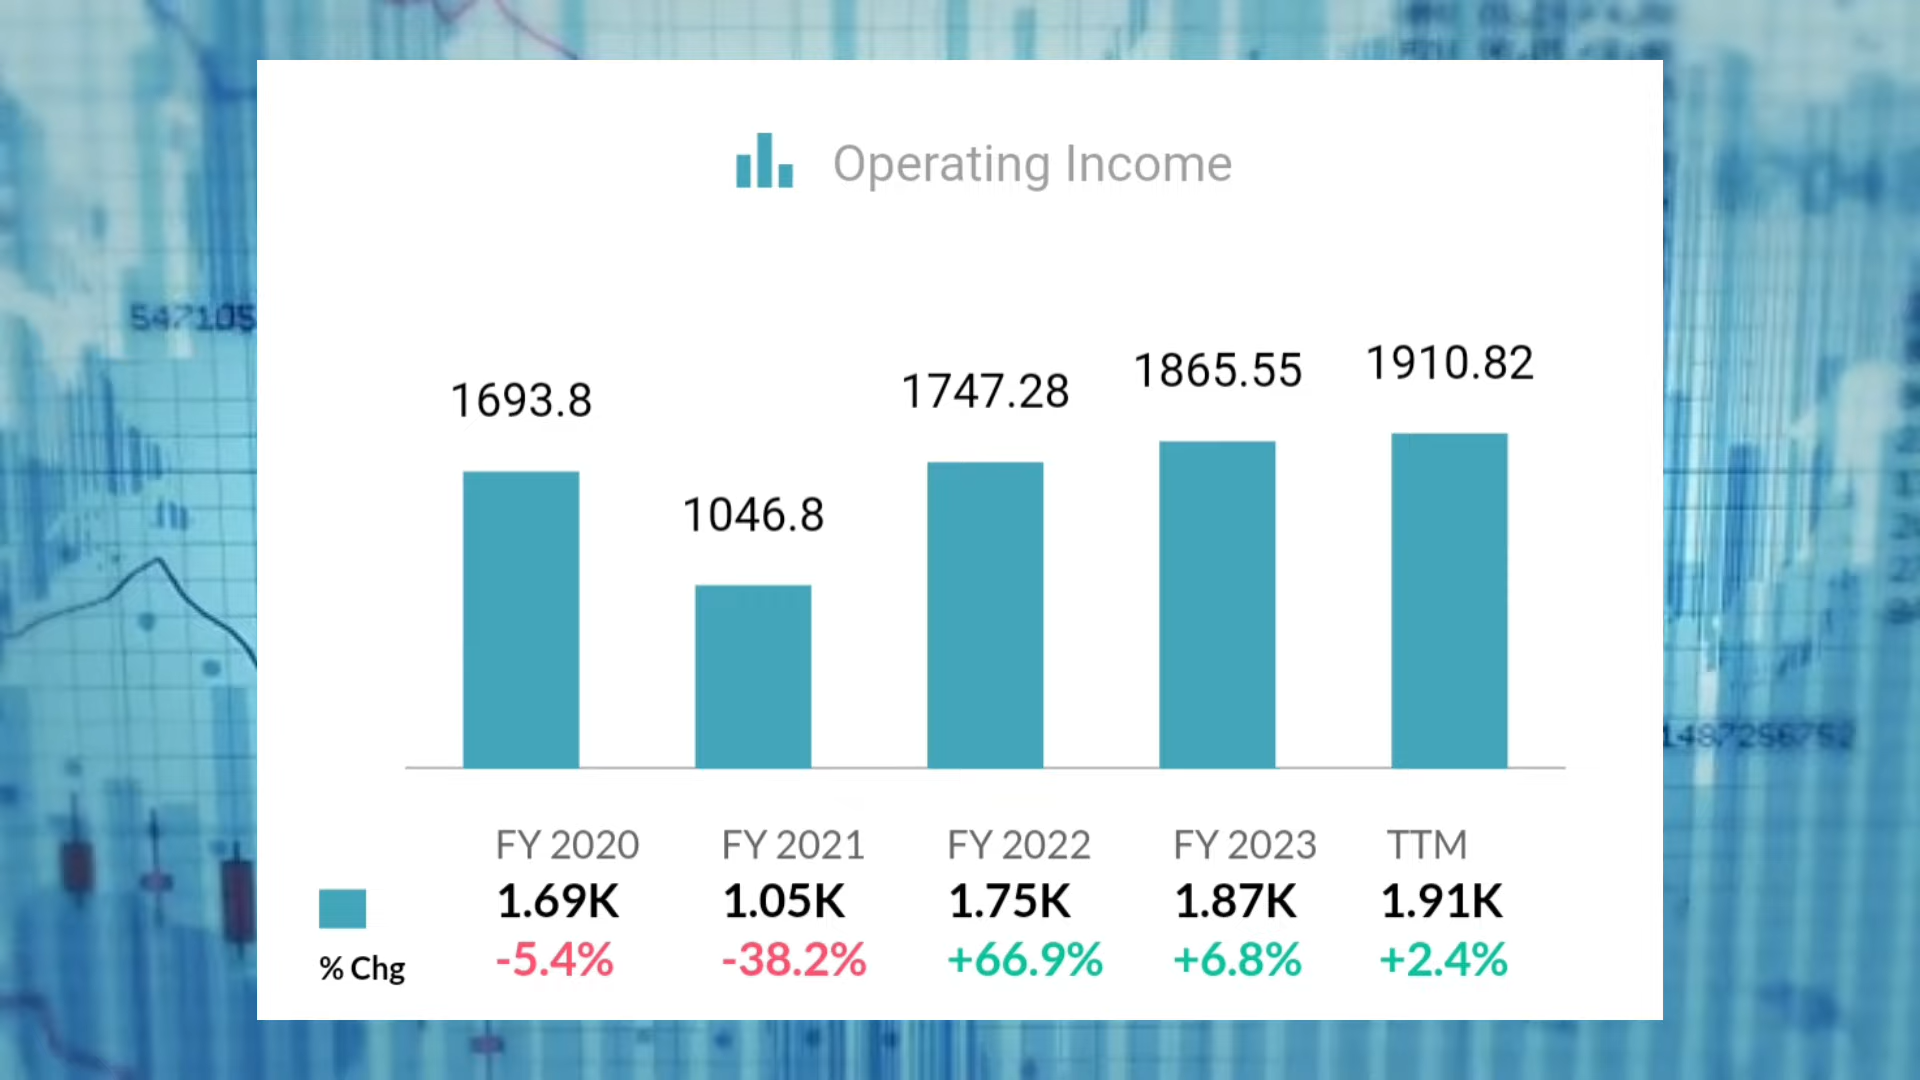 Operating Income
1693.8
1046.8
1747.28
1865.55
1910.82
FY 2020 FY 2021 FY 2022 FY 2023 TTM
1.69K 1.05K 1.75K 1.87K 1.91K
% Chg -5.4% -38.2% +66.9% +6.8% +2.4%
547105